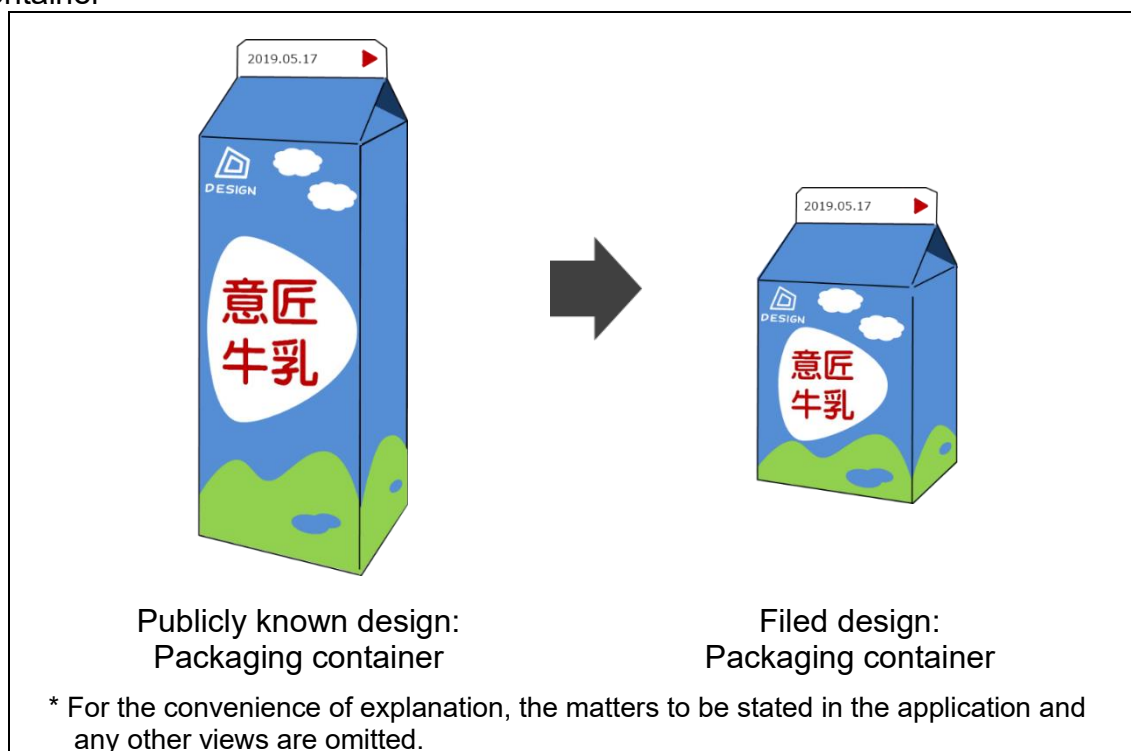 ontainer
2019.05.17
DESIGN
意匠
牛乳
2019.05.17
DESIGN
意匠
牛乳
Publicly known design:
Packaging container
Filed design:
Packaging container
* For the convenience of explanation, the matters to be stated in the application and
any other views are omitted.